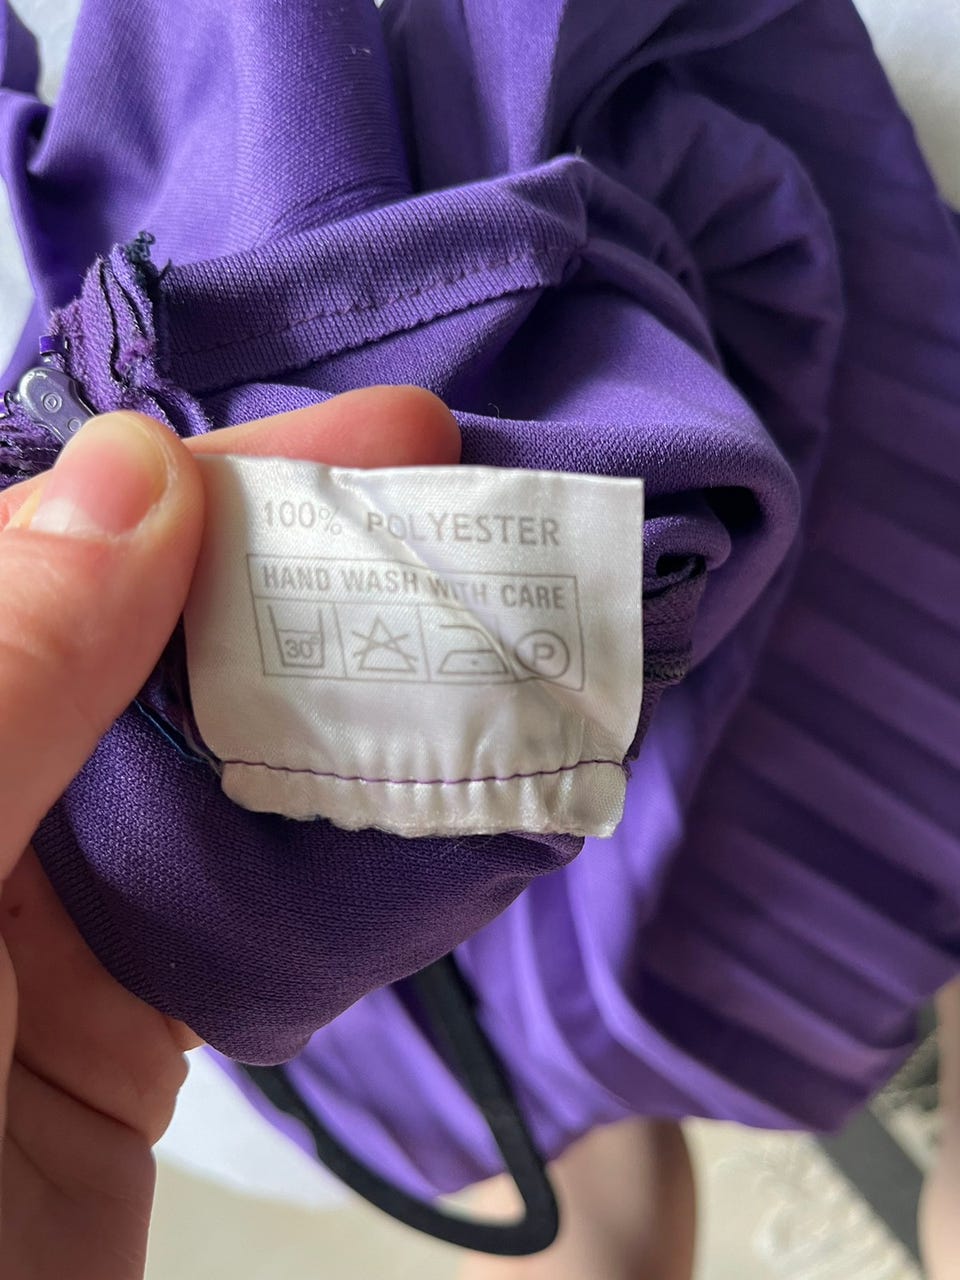 100% POLYESTER
HAND WASH WITH CARE
30° P